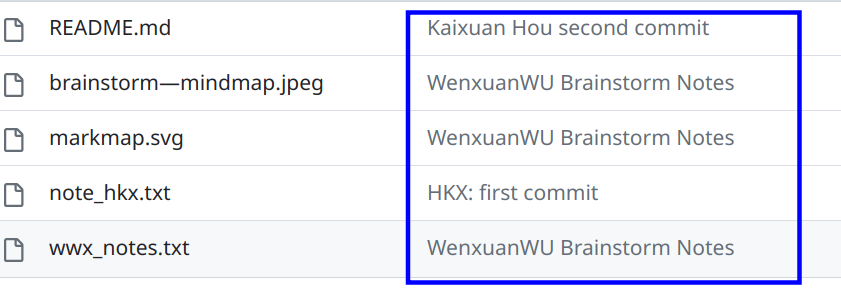 README.md Kaixuan Hou second commit
brainstorm—mindmap.jpeg WenxuanWU Brainstorm Notes
markmap.svg WenxuanWU Brainstorm Notes
note_hkx.txt HKX: first commit
wwx_notes.txt WenxuanWU Brainstorm Notes